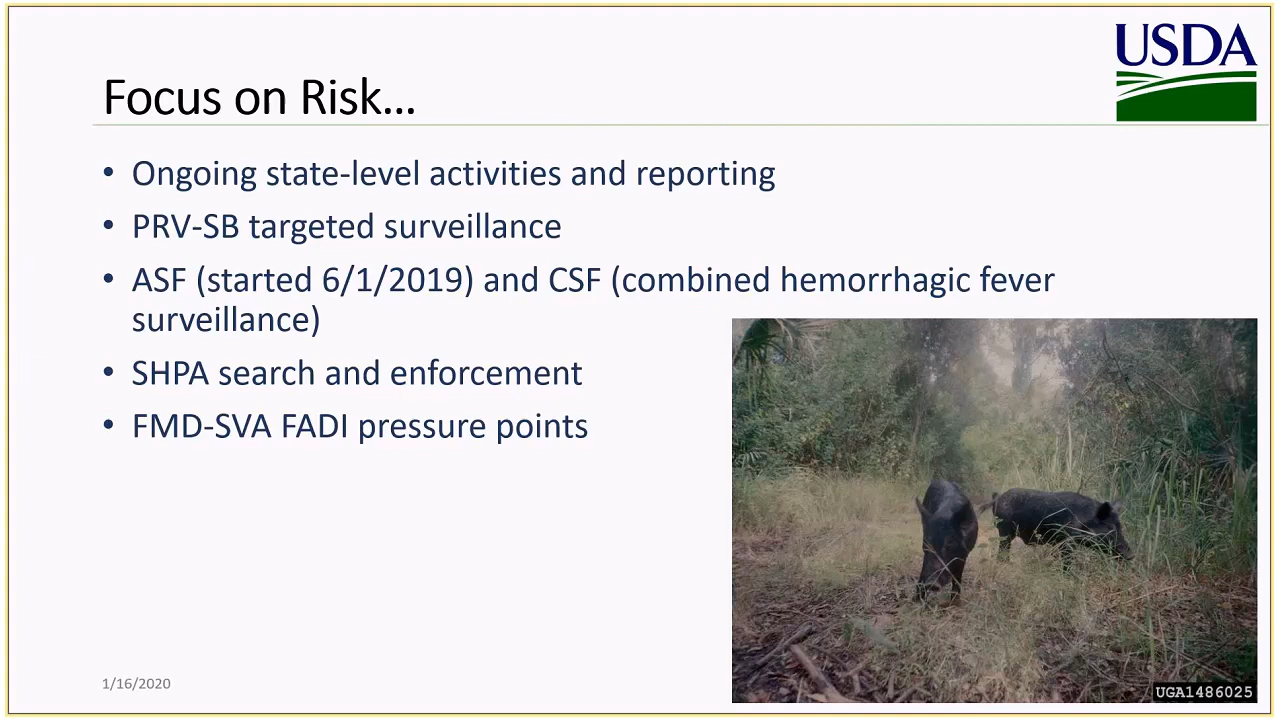 USDA
Focus on Risk...
• Ongoing state-level activities and reporting
• PRV-SB targeted surveillance
• ASF (started 6/1/2019) and CSF (combined hemorrhagic fever
surveillance)
• SHPA search and enforcement
• FMD-SVA FADI pressure points
1/16/2020
UGA1486025